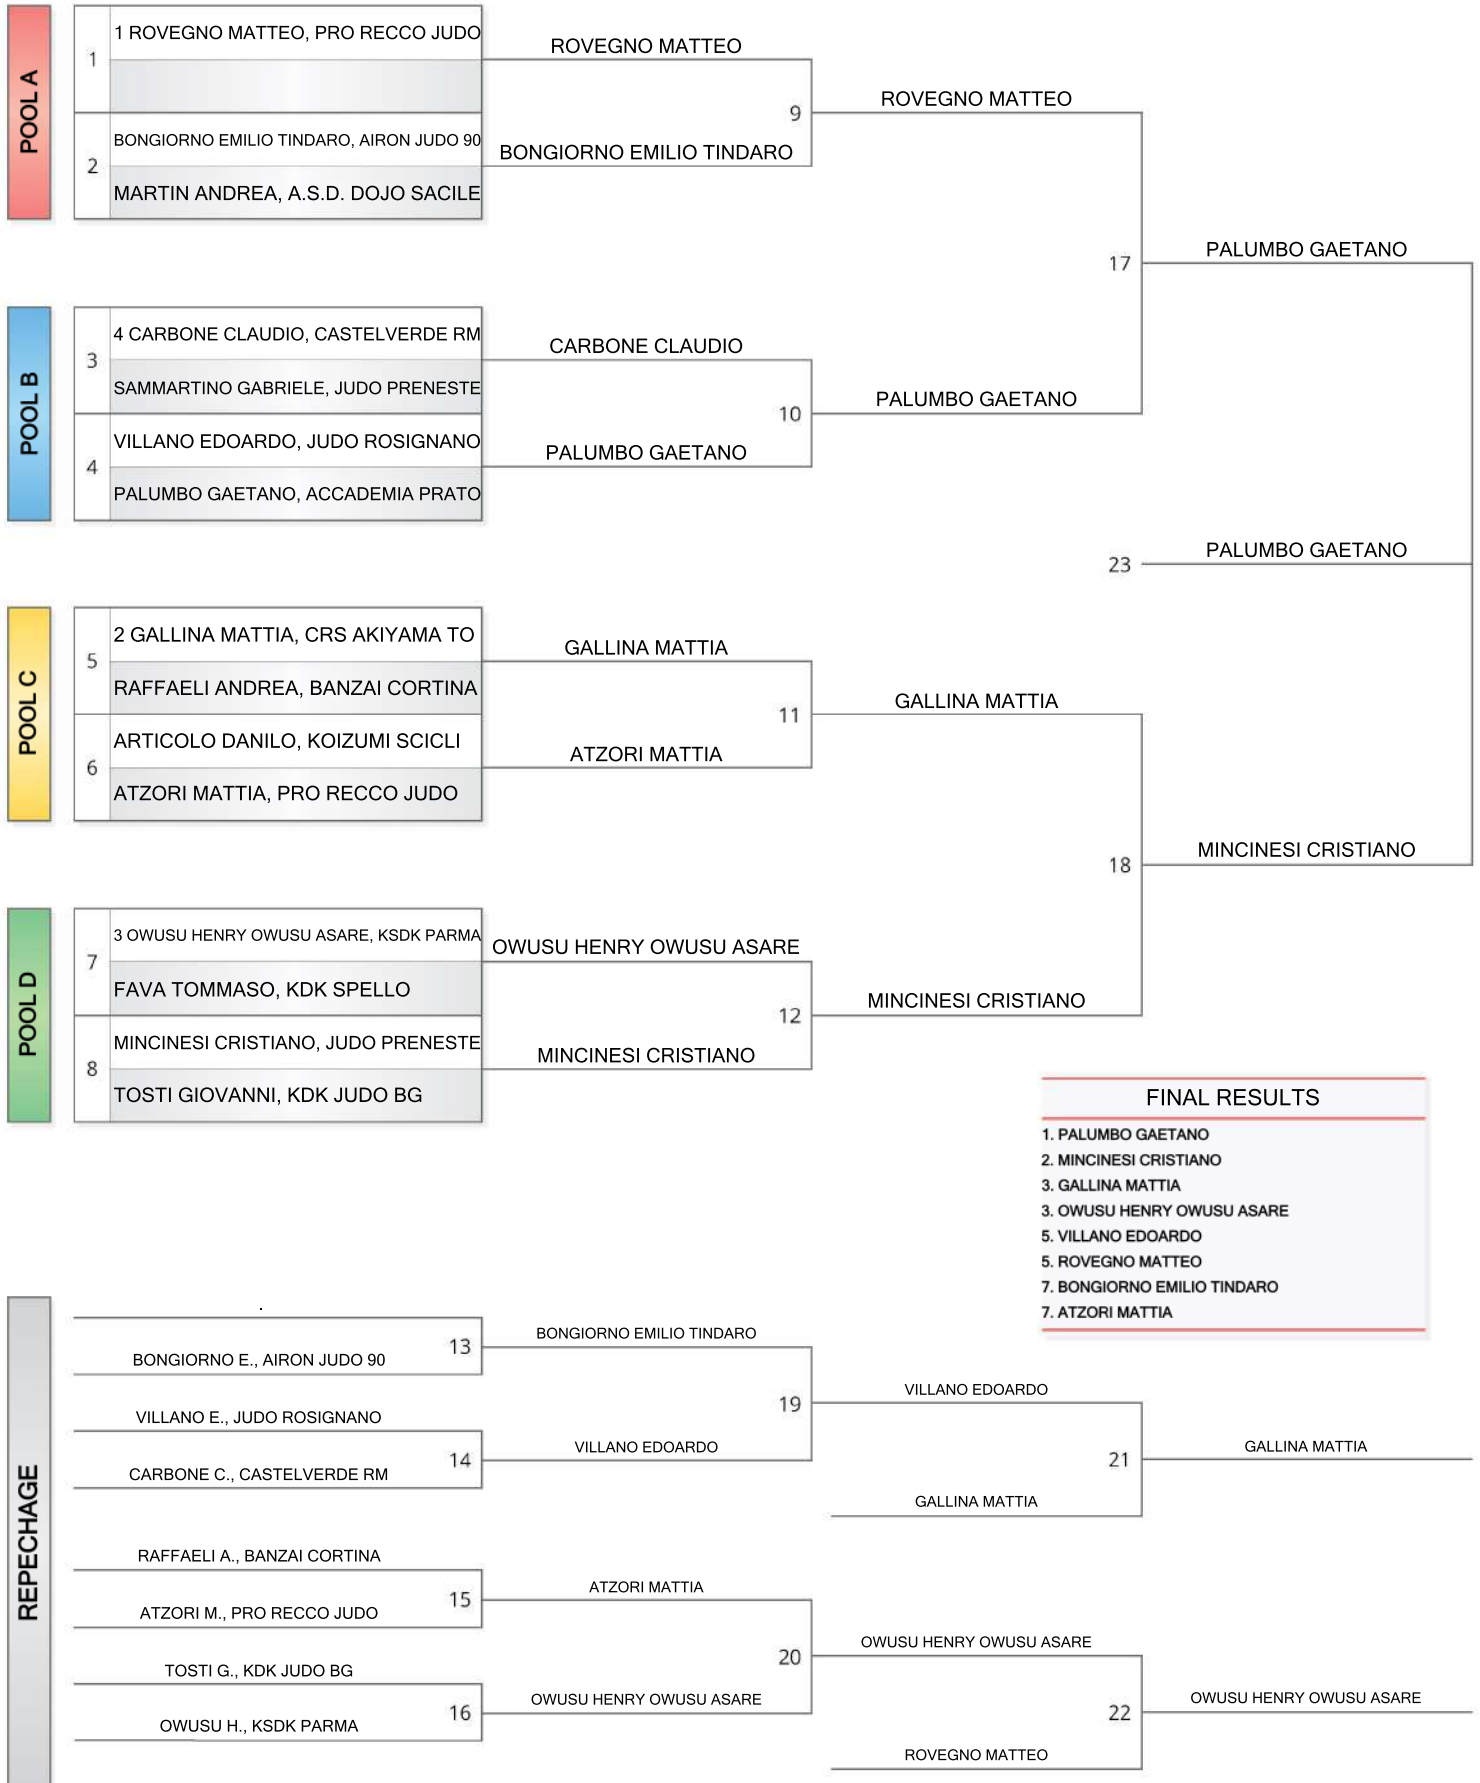 POOL A
1
1 ROVEGNO MATTEO, PRO RECCO JUDO
2
BONGIORNO EMILIO TINDARO, AIRON JUDO 90
MARTIN ANDREA, A.S.D. DOJO SACILE
ROVEGNO MATTEO
BONGIORNO EMILIO TINDARO
9
ROVEGNO MATTEO
POOL B
3
4 CARBONE CLAUDIO, CASTELVERDE RM
SAMMARTINO GABRIELE, JUDO PRENESTE
4
VILLANO EDOARDO, JUDO ROSIGNANO
PALUMBO GAETANO, ACCADEMIA PRATO
CARBONE CLAUDIO
PALUMBO GAETANO
10
PALUMBO GAETANO
17
PALUMBO GAETANO
23
PALUMBO GAETANO
POOL C
5
2 GALLINA MATTIA, CRS AKIYAMA TO
RAFFAELI ANDREA, BANZAI CORTINA
6
ARTICOLO DANILO, KOIZUMI SCICLI
ATZORI MATTIA, PRO RECCO JUDO
GALLINA MATTIA
ATZORI MATTIA
11
GALLINA MATTIA
POOL D
7
3 OWUSU HENRY OWUSU ASARE, KSDK PARMA
FAVA TOMMASO, KDK SPELLO
8
MINCINESI CRISTIANO, JUDO PRENESTE
TOSTI GIOVANNI, KDK JUDO BG
OWUSU HENRY OWUSU ASARE
MINCINESI CRISTIANO
12
MINCINESI CRISTIANO
18
MINCINESI CRISTIANO
FINAL RESULTS
1. PALUMBO GAETANO
2. MINCINESI CRISTIANO
3. GALLINA MATTIA
3. OWUSU HENRY OWUSU ASARE
5. VILLANO EDOARDO
5. ROVEGNO MATTEO
7. BONGIORNO EMILIO TINDARO
7. ATZORI MATTIA
REPECHAGE
.
BONGIORNO E., AIRON JUDO 90
13
VILLANO E., JUDO ROSIGNANO
CARBONE C., CASTELVERDE RM
14
BONGIORNO EMILIO TINDARO
VILLANO EDOARDO
19
VILLANO EDOARDO
GALLINA MATTIA
21
GALLINA MATTIA
RAFFAELI A., BANZAI CORTINA
ATZORI M., PRO RECCO JUDO
15
TOSTI G., KDK JUDO BG
OWUSU H., KSDK PARMA
16
ATZORI MATTIA
OWUSU HENRY OWUSU ASARE
20
OWUSU HENRY OWUSU ASARE
ROVEGNO MATTEO
22
OWUSU HENRY OWUSU ASARE